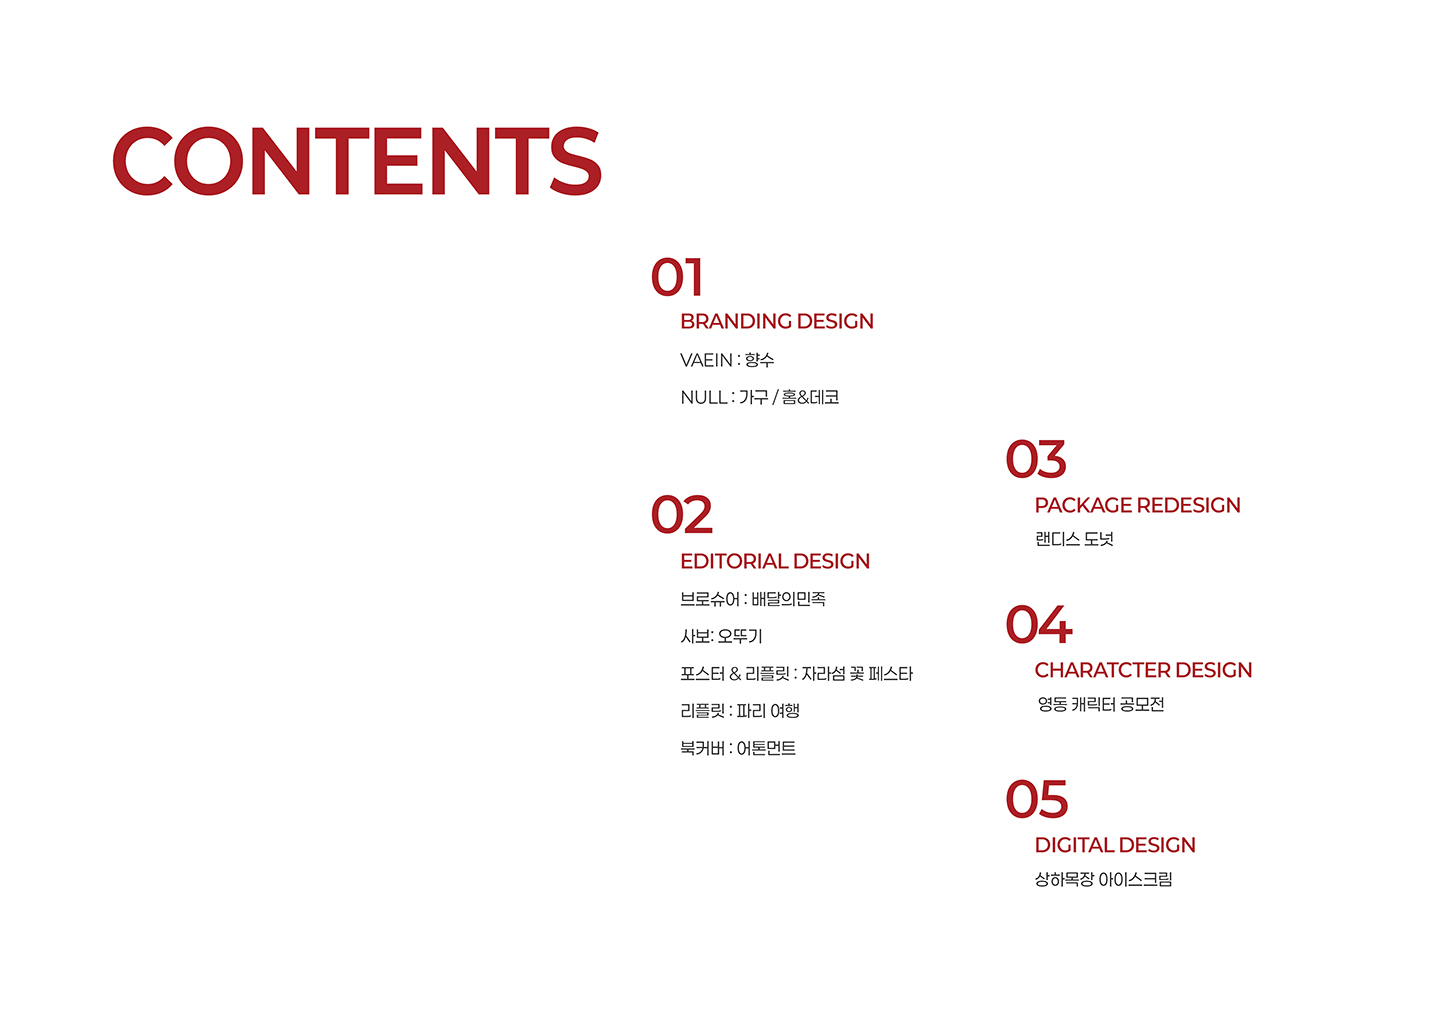 CONTENTS
01
BRANDING DESIGN
VAEIN : 향수
NULL : 가구 / 홈&데코
02
EDITORIAL DESIGN
브로슈어 : 배달의민족
사보: 오뚜기
포스터 & 리플릿 : 자라섬 꽃 페스타
리플릿 : 파리 여행
북커버 : 어톤먼트
03
PACKAGE REDESIGN
랜디스 도넛
04
CHARATCTER DESIGN
영동 캐릭터 공모전
05
DIGITAL DESIGN
상하목장 아이스크림